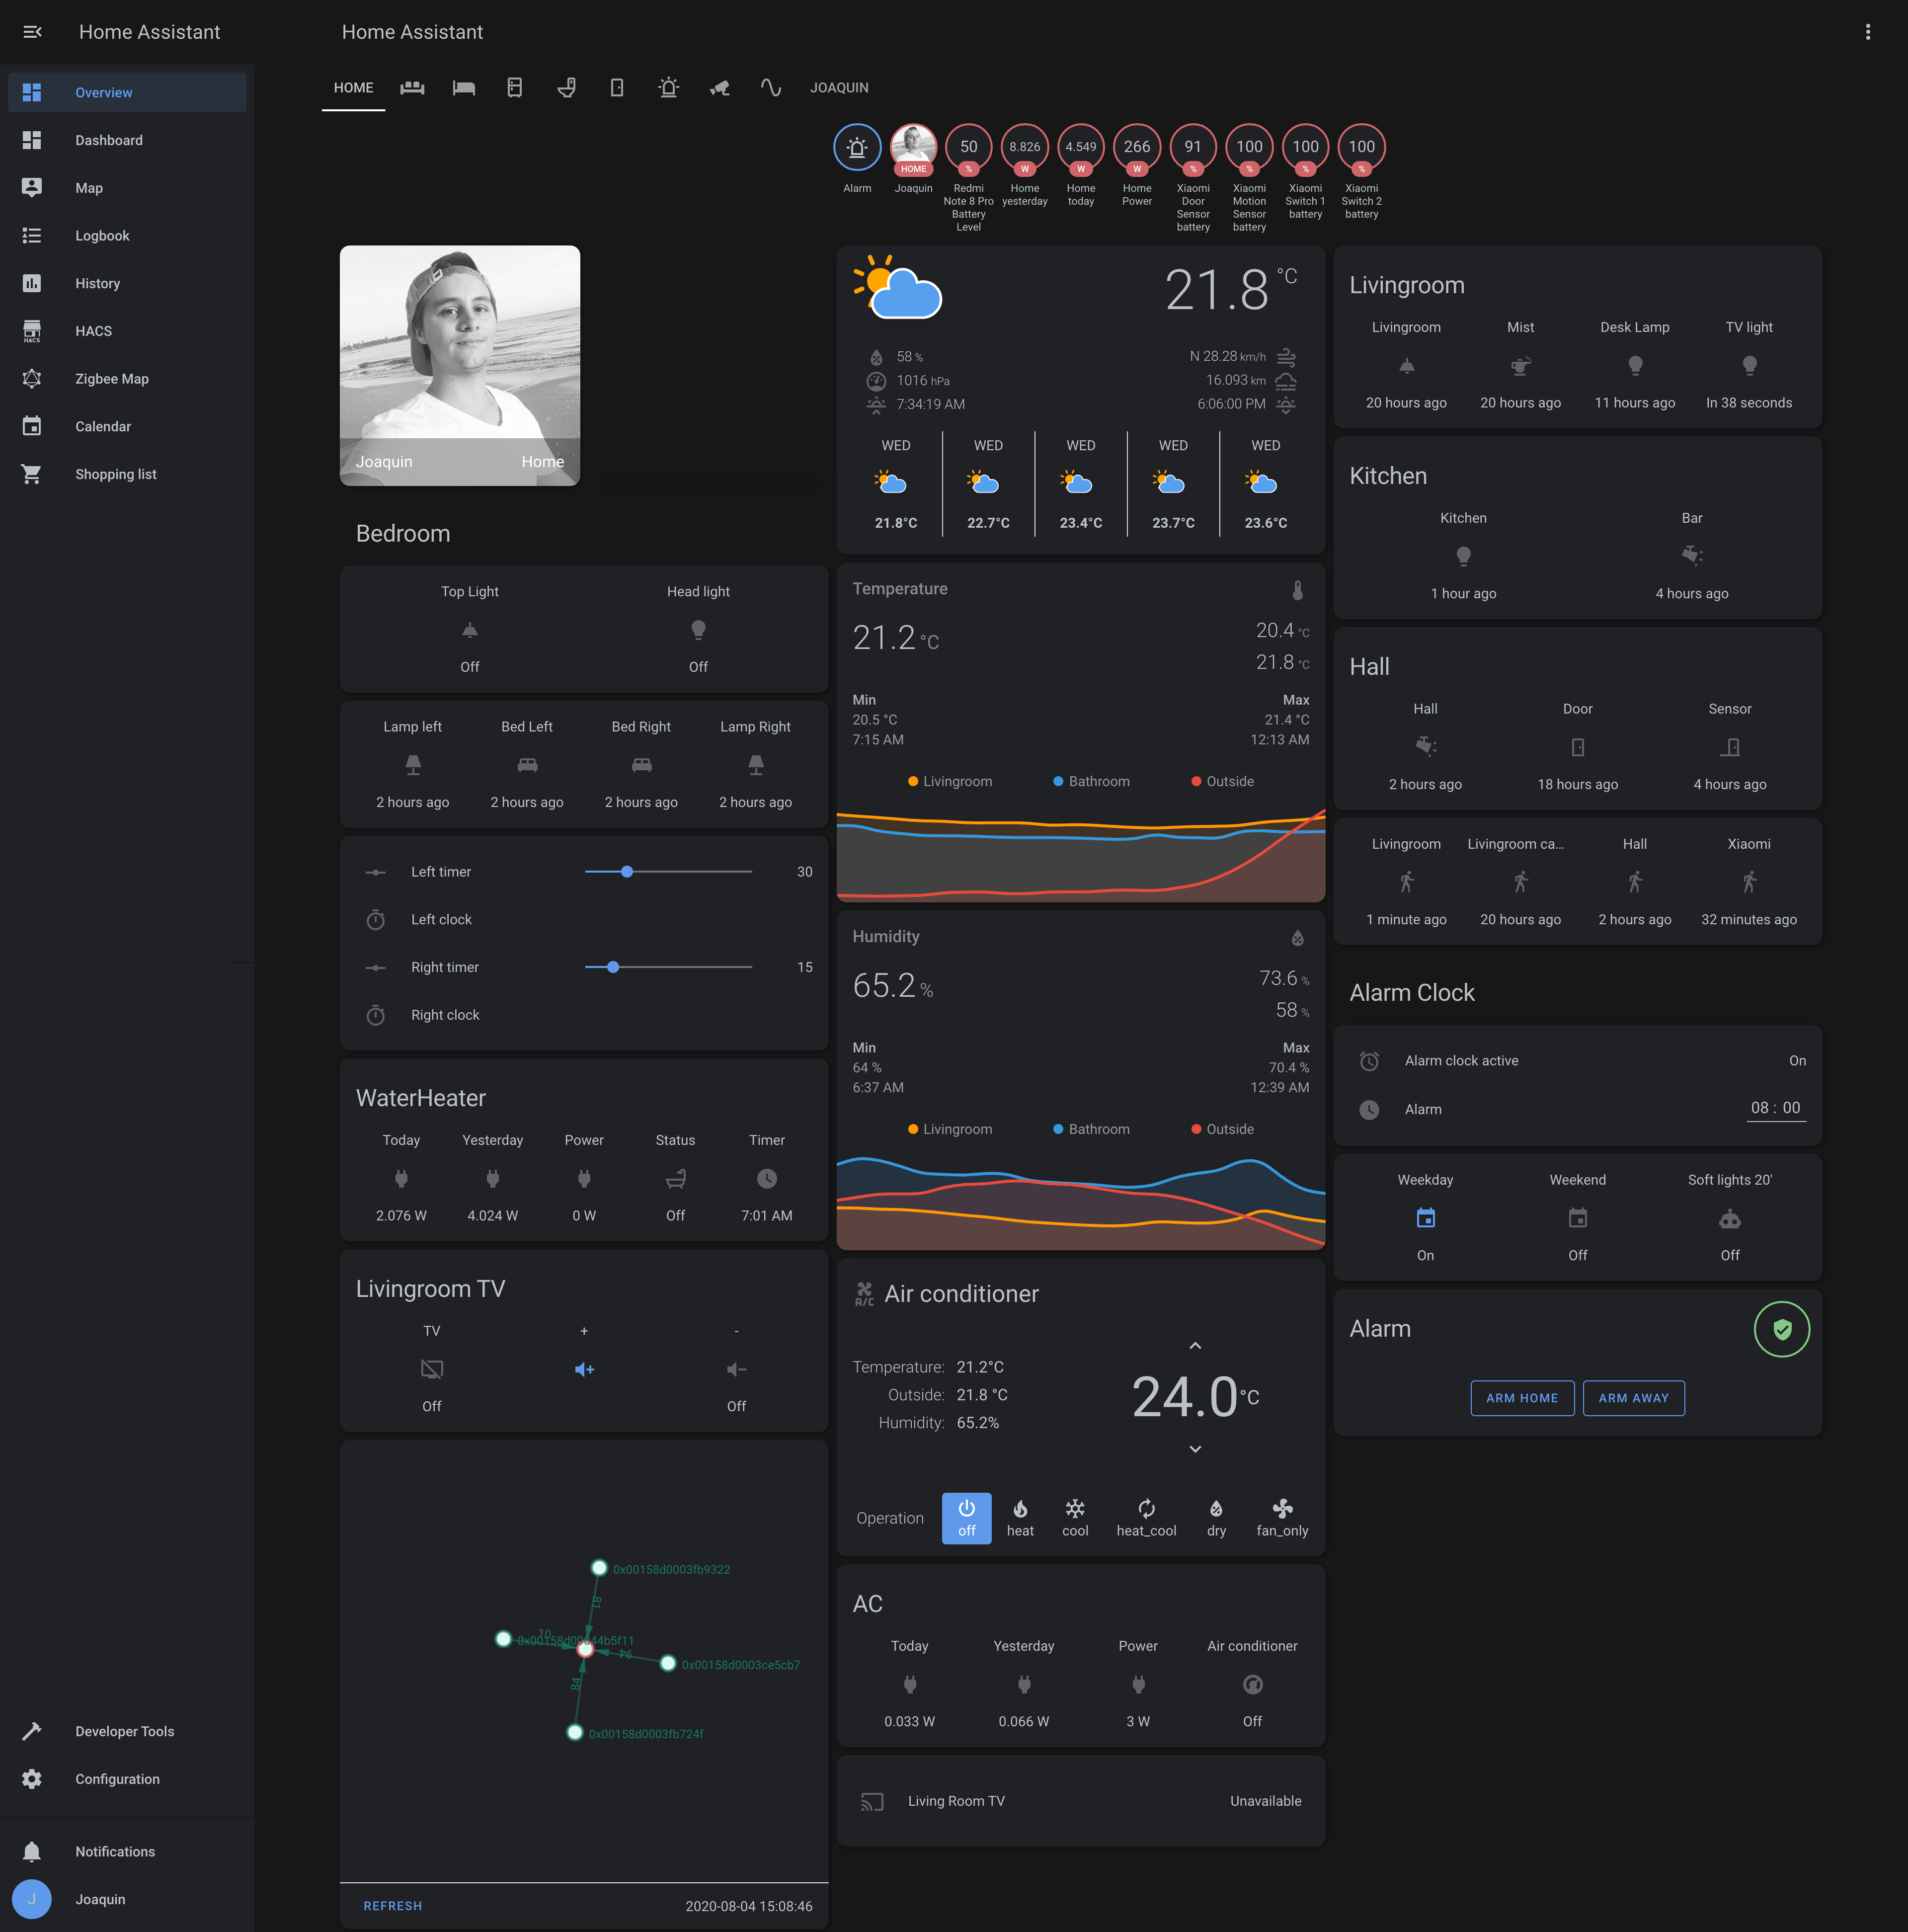 Home Assistant
Overview
Dashboard
Map
Logbook
History
HACS
HACS
Zigbee Map
Calendar
Shopping list
Developer Tools
Configuration
Notifications
J
Joaquin
Home Assistant
HOME
JOAQUIN
Alarm
HOME
Joaquin
50
%
Redmi
Note 8 Pro
Battery
Level
8.826
W
Home
yesterday
4.549
W
Home
today
266
W
Home
Power
91
%
Xiaomi
Door
Sensor
battery
100
%
Xiaomi
Motion
Sensor
battery
100
%
Xiaomi
Switch 1
battery
100
%
Xiaomi
Switch 2
battery
Joaquin Home
Bedroom
Top Light Head light
Off Off
Lamp left Bed Left Bed Right Lamp Right
2 hours ago 2 hours ago 2 hours ago 2 hours ago
Left timer 30
Left clock
Right timer 15
Right clock
WaterHeater
Today Yesterday Power Status Timer
2.076 W 4.024 W 0 W Off 7:01 AM
Livingroom TV
TV + -
Off Off
0x00158d0003fb9322
81
10
0x00158d00044b5f11
94
0x00158d0003ce5cb7
84
0x00158d0003fb724f
REFRESH 2020-08-04 15:08:46
21.8 °C
58 % N 28.28 km/h
1016 hPa 16.093 km
7:34:19 AM 6:06:00 PM
WED WED WED WED WED
21.8°C 22.7°C 23.4°C 23.7°C 23.6°C
Temperature
21.2 °C 20.4 °C
21.8 °C
Min Max
20.5 °C 21.4 °C
7:15 AM 12:13 AM
Livingroom Bathroom Outside
Humidity
65.2 % 73.6 %
58 %
Min Max
64 % 70.4 %
6:37 AM 12:39 AM
Livingroom Bathroom Outside
A/C Air conditioner
Temperature: 21.2°C
Outside: 21.8 °C
Humidity: 65.2%
24.0°C
Operation off heat cool heat_cool dry fan_only
AC
Today Yesterday Power Air conditioner
0.033 W 0.066 W 3 W Off
Living Room TV Unavailable
Livingroom
Livingroom Mist Desk Lamp TV light
20 hours ago 20 hours ago 11 hours ago In 38 seconds
Kitchen
Kitchen Bar
1 hour ago 4 hours ago
Hall
Hall Door Sensor
2 hours ago 18 hours ago 4 hours ago
Livingroom Livingroom ca... Hall Xiaomi
1 minute ago 20 hours ago 2 hours ago 32 minutes ago
Alarm Clock
Alarm clock active On
Alarm 08 : 00
Weekday Weekend Soft lights 20'
On Off Off
Alarm
ARM HOME ARM AWAY